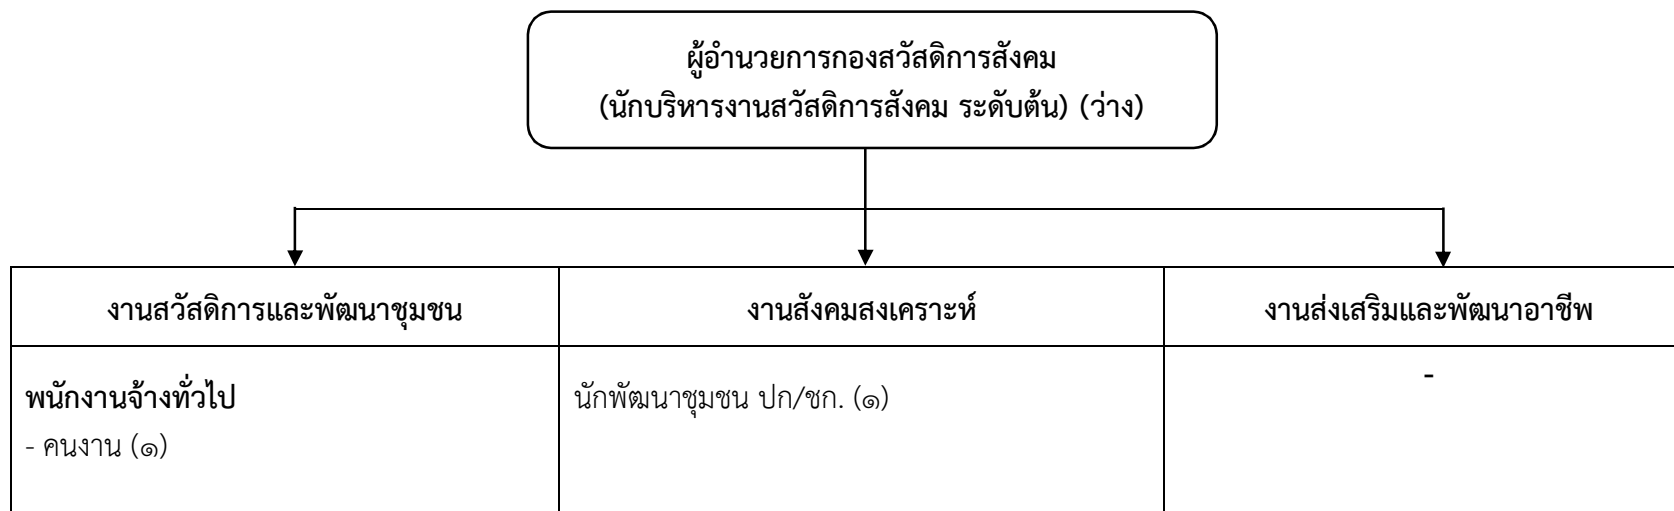 ผู้อำนวยการกองสวัสดิการสังคม
(นักบริหารงานสวัสดิการสังคม ระดับต้น) (ว่าง)
งานสวัสดิการและพัฒนาชุมชน
งานสังคมสงเคราะห์
งานส่งเสริมและพัฒนาอาชีพ
พนักงานจ้างทั่วไป
- คนงาน (๑)
นักพัฒนาชุมชน ปก/ชก. (๑)
-